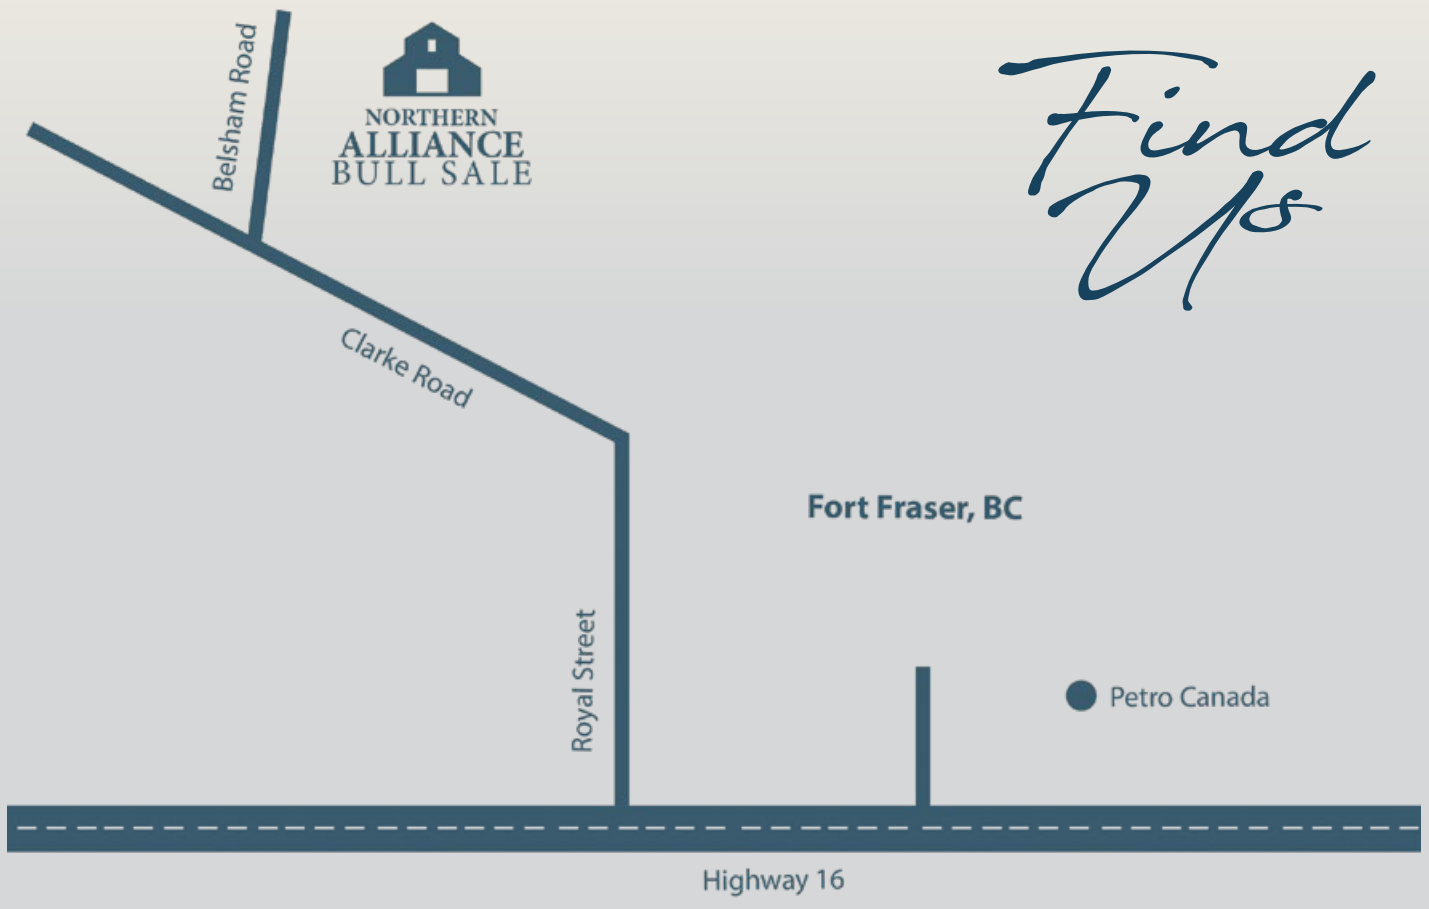 Find
Us
Belsham Road
NORTHERN
ALLIANCE
BULL SALE
Clarke Road
Fort Fraser, BC
Royal Street
Petro Canada
Highway 16